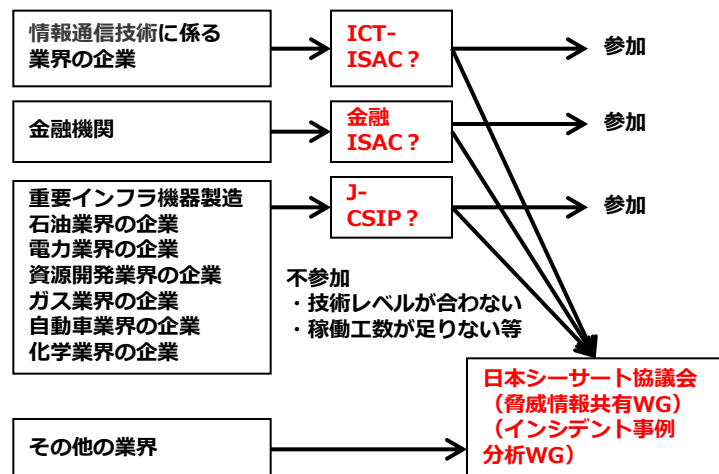 情報通信技術に係る
業界の企業
ICT-
ISAC？
参加
金融機関
金融
ISAC？
参加
重要インフラ機器製造
石油業界の企業
電力業界の企業
資源開発業界の企業
ガス業界の企業
自動車業界の企業
化学業界の企業
J-
CSIP？
参加
不参加
・技術レベルが合わない
・稼働工数が足りない等
その他の業界
日本シーサート協議会
（脅威情報共有WG）
（インシデント事例
分析WG）